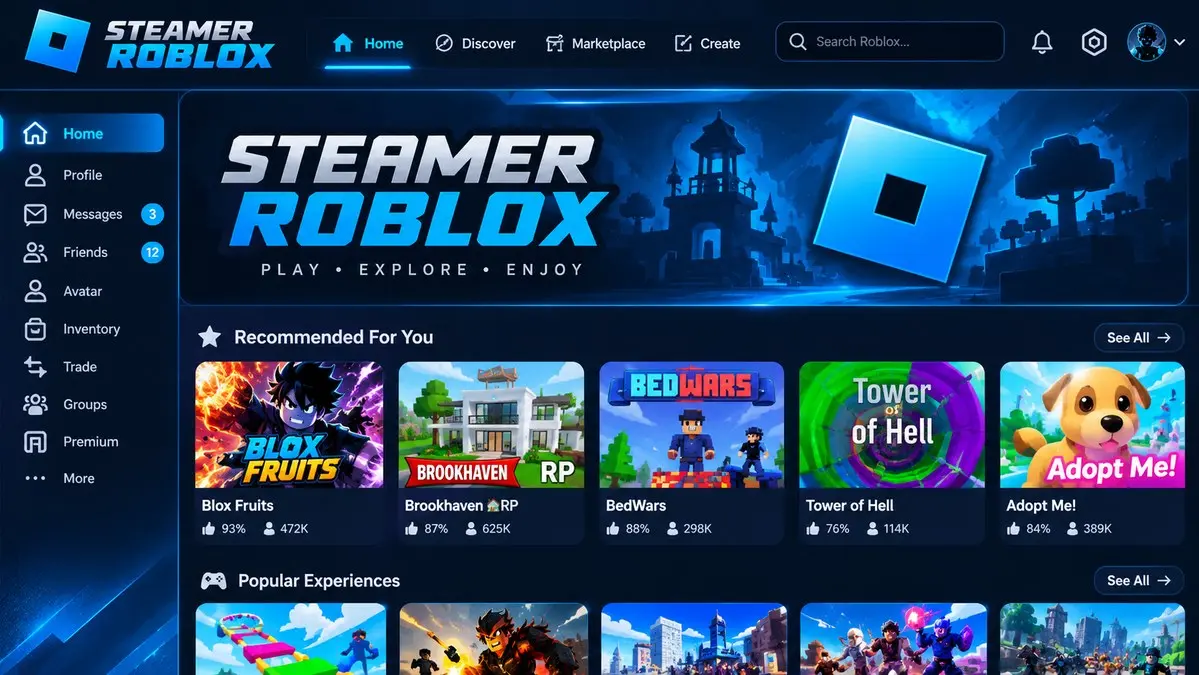 STEAMER
ROBLOX
Home
Discover
Marketplace
Create
Search Roblox...
Home
Profile
Messages 3
Friends 12
Avatar
Inventory
Trade
Groups
Premium
More
STEAMER
ROBLOX
PLAY • EXPLORE • ENJOY
Recommended For You
See All →
BLOX
FRUITS
BROOKHAVEN RP
BEDWARS
Tower
OF
of Hell
Adopt Me!
Blox Fruits
93% 472K
Brookhaven 🏠RP
87% 625K
BedWars
88% 298K
Tower of Hell
76% 114K
Adopt Me!
84% 389K
Popular Experiences
See All →